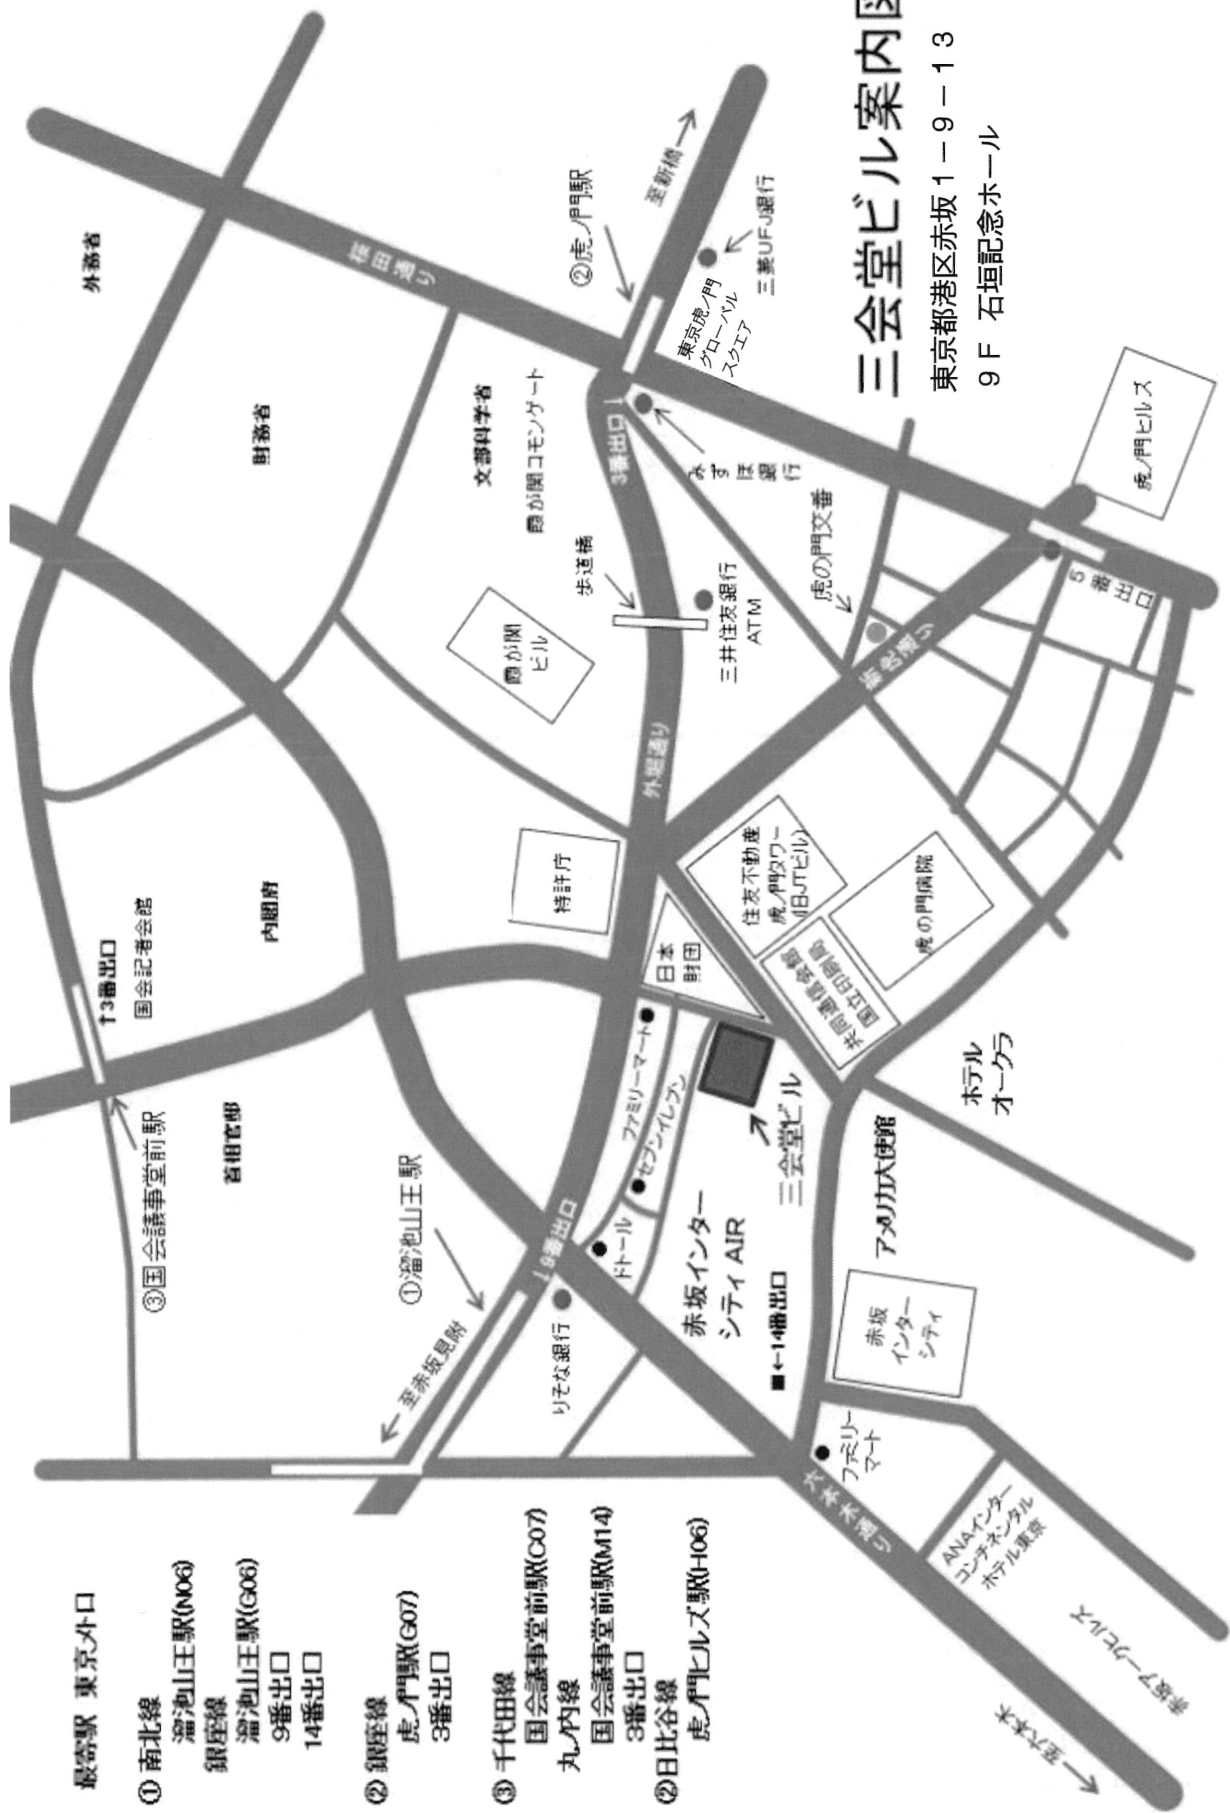 三会堂ビル案内図
東京都港区赤坂１－９－１３
９Ｆ 石垣記念ホール
最寄駅 東京メトロ
① 南北線
溜池山王駅(N06)
銀座線
溜池山王駅(G06)
9番出口
14番出口
② 銀座線
虎ノ門駅(G07)
3番出口
③ 千代田線
国会議事堂前駅(C07)
丸ノ内線
国会議事堂前駅(M14)
3番出口
②日比谷線
虎ノ門ヒルズ駅(H06)
外務省
財務省
桜田通り
文部科学省
霞が関コモンゲート
②虎ノ門駅
至新橋→
東京虎ノ門
グローバル
スクエア
三菱UFJ銀行
3番出口↑
みずほ
銀行
歩道橋
霞が関
ビル
三井住友銀行
ATM
虎の門交番
虎ノ門ヒルズ
5番
出口
外堀通り
↑3番出口
国会記者会館
内閣府
特許庁
日本
財団
住友不動産
虎ノ門タワー
(旧JTビル)
虎の門病院
共同通信会館
国立印刷局
③国会議事堂前駅
首相官邸
①溜池山王駅
←至赤坂見附
↑9番出口
ファミリーマート
セブンイレブン
ドトール
りそな銀行
三会堂ビル
赤坂インター
シティ AIR
■←14番出口
アメリカ大使館
ホテル
オークラ
赤坂
インター
シティ
ファミリー
マート
六本木通り
ANAインター
コンチネンタル
ホテル東京
赤坂アークヒルズ
←至六本木